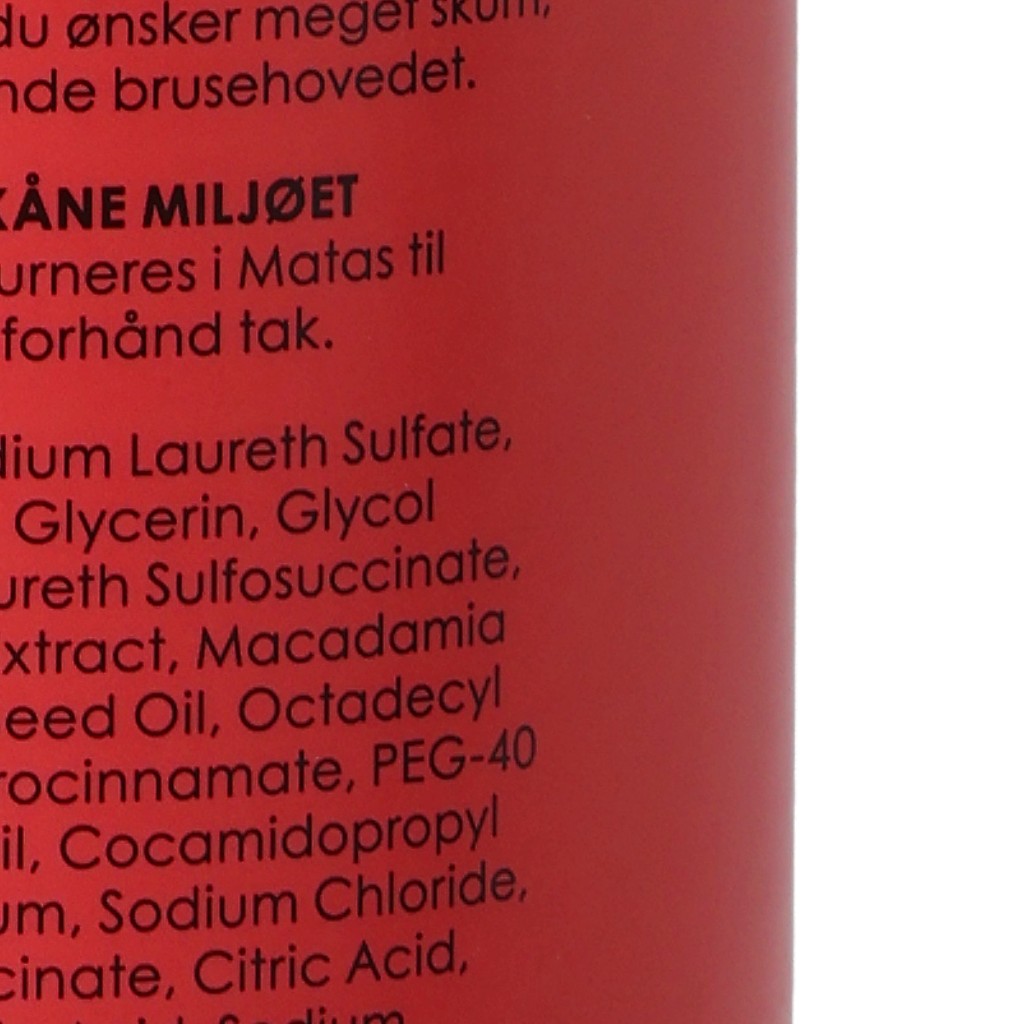 du ønsker meget skum,
nde brusehovedet.
KÅNE MILJØET
urneres i Matas til
forhånd tak.
dium Laureth Sulfate,
Glycerin, Glycol
ureth Sulfosuccinate,
xtract, Macadamia
eed Oil, Octadecyl
rocinnamate, PEG-40
il, Cocamidopropyl
um, Sodium Chloride,
cinate, Citric Acid,
Sodium